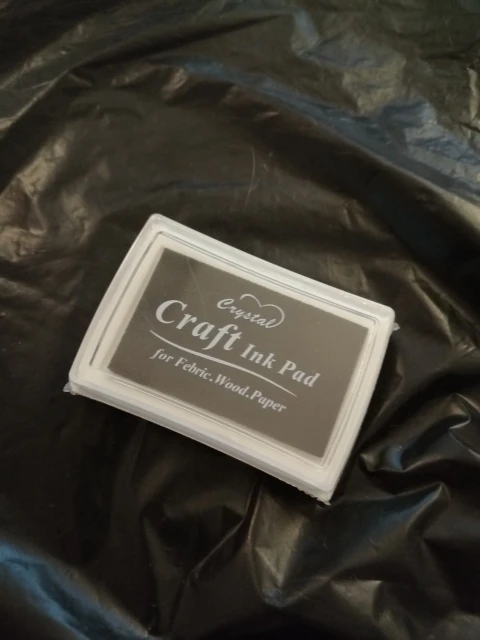 Crystal
Craft Ink Pad
for Febric.Wood.Paper